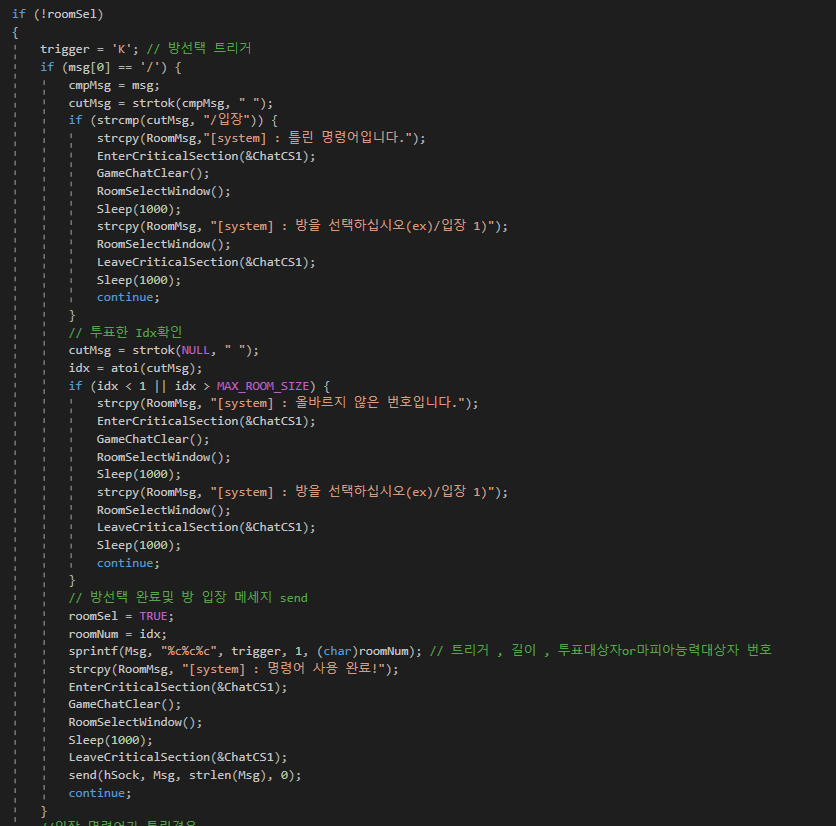 if (!roomSel)
{
trigger = 'K'; // 방선택 트리거
if (msg[0] == '/') {
cmpMsg = msg;
cutMsg = strtok(cmpMsg, " ");
if (strcmp(cutMsg, "/입장")) {
strcpy(RoomMsg,"[system] : 틀린 명령어입니다.");
EnterCriticalSection(&ChatCS1);
GameChatClear();
RoomSelectWindow();
Sleep(1000);
strcpy(RoomMsg, "[system] : 방을 선택하십시오(ex)/입장 1)");
RoomSelectWindow();
LeaveCriticalSection(&ChatCS1);
Sleep(1000);
continue;
}
// 투표한 Idx확인
cutMsg = strtok(NULL, " ");
idx = atoi(cutMsg);
if (idx < 1 || idx > MAX_ROOM_SIZE) {
strcpy(RoomMsg, "[system] : 올바르지 않은 번호입니다.");
EnterCriticalSection(&ChatCS1);
GameChatClear();
RoomSelectWindow();
Sleep(1000);
strcpy(RoomMsg, "[system] : 방을 선택하십시오(ex)/입장 1)");
RoomSelectWindow();
LeaveCriticalSection(&ChatCS1);
Sleep(1000);
continue;
}
// 방선택 완료및 방 입장 메세지 send
roomSel = TRUE;
roomNum = idx;
sprintf(Msg, "%c%c%c", trigger, 1, (char)roomNum); // 트리거 , 길이 , 투표대상자or마피아능력대상자 번호
strcpy(RoomMsg, "[system] : 명령어 사용 완료!");
EnterCriticalSection(&ChatCS1);
GameChatClear();
RoomSelectWindow();
Sleep(1000);
LeaveCriticalSection(&ChatCS1);
send(hSock, Msg, strlen(Msg), 0);
continue;
}